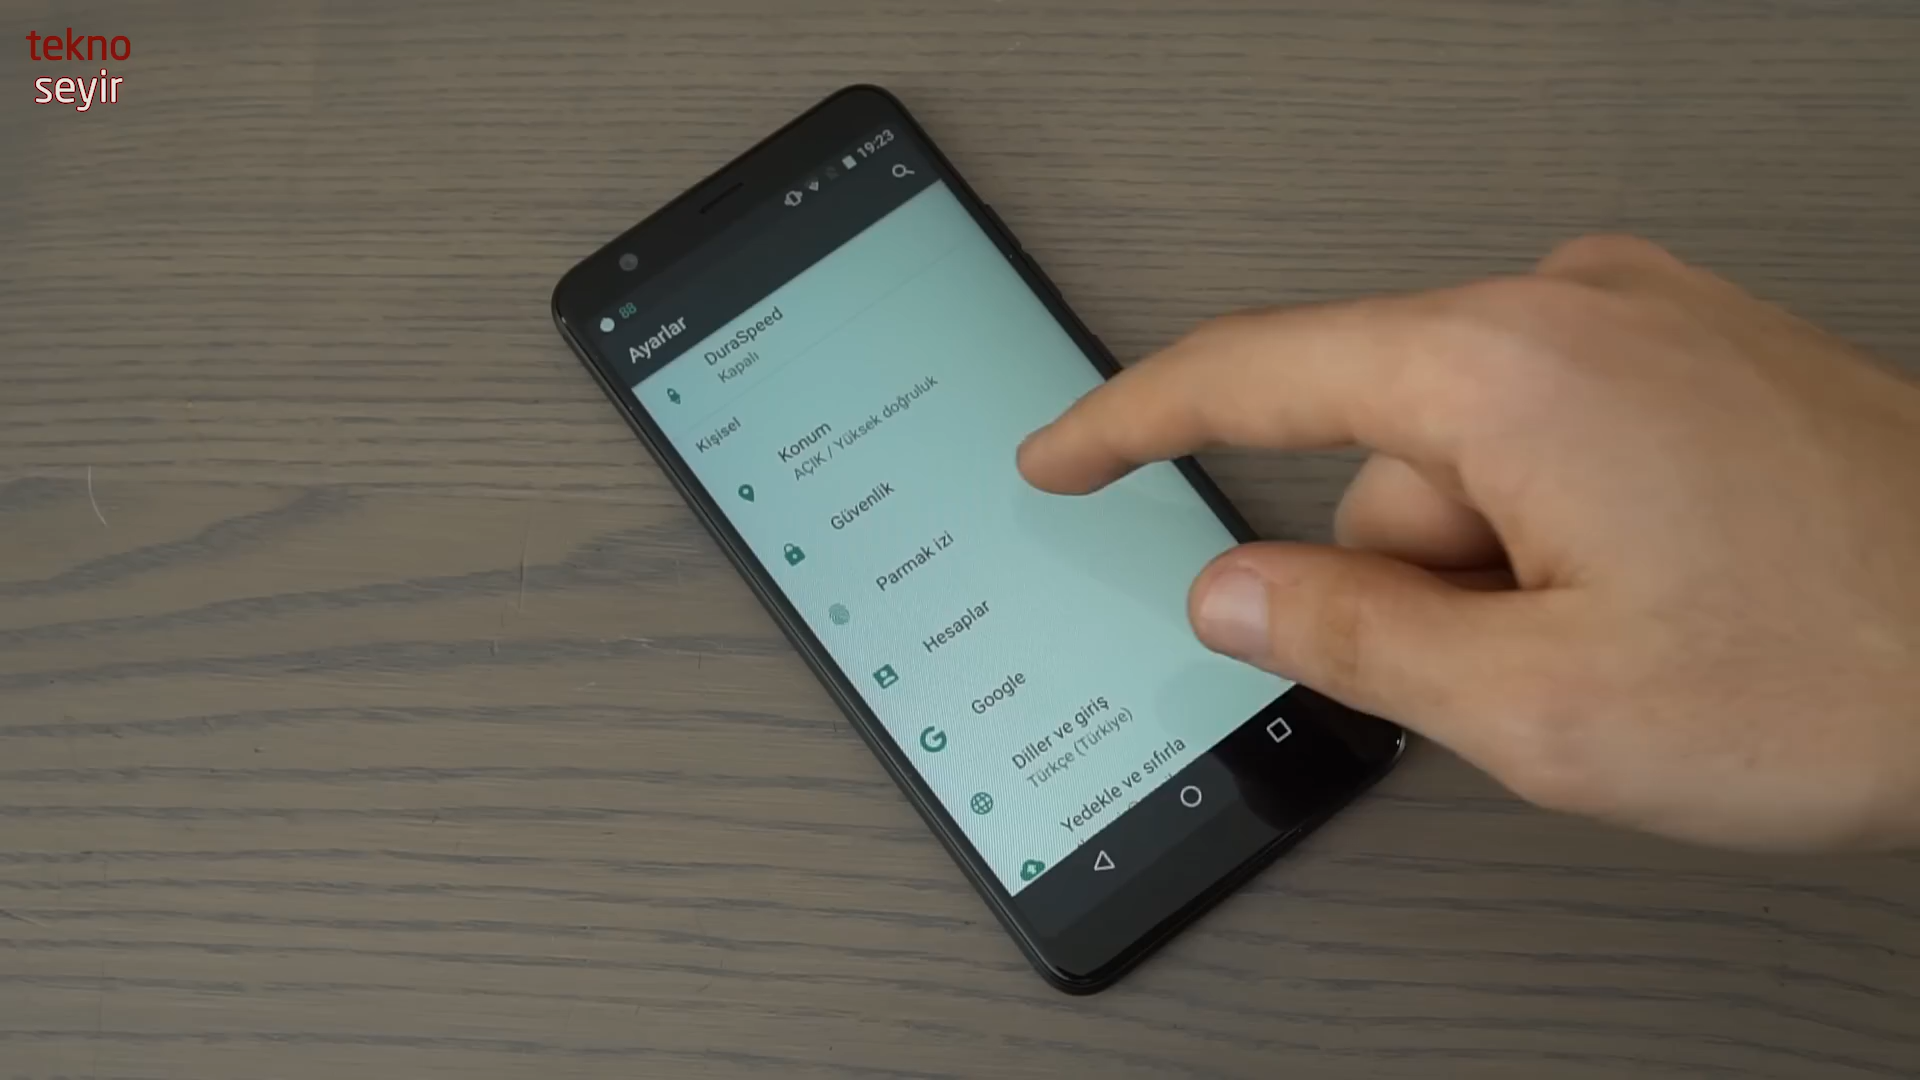 tekno
seyir
19:23
88
Ayarlar
DuraSpeed
Kapalı
Kişisel
Konum
AÇIK / Yüksek doğruluk
Güvenlik
Parmak izi
Hesaplar
Google
Diller ve giriş
Türkçe (Türkiye)
Yedekle ve sıfırla